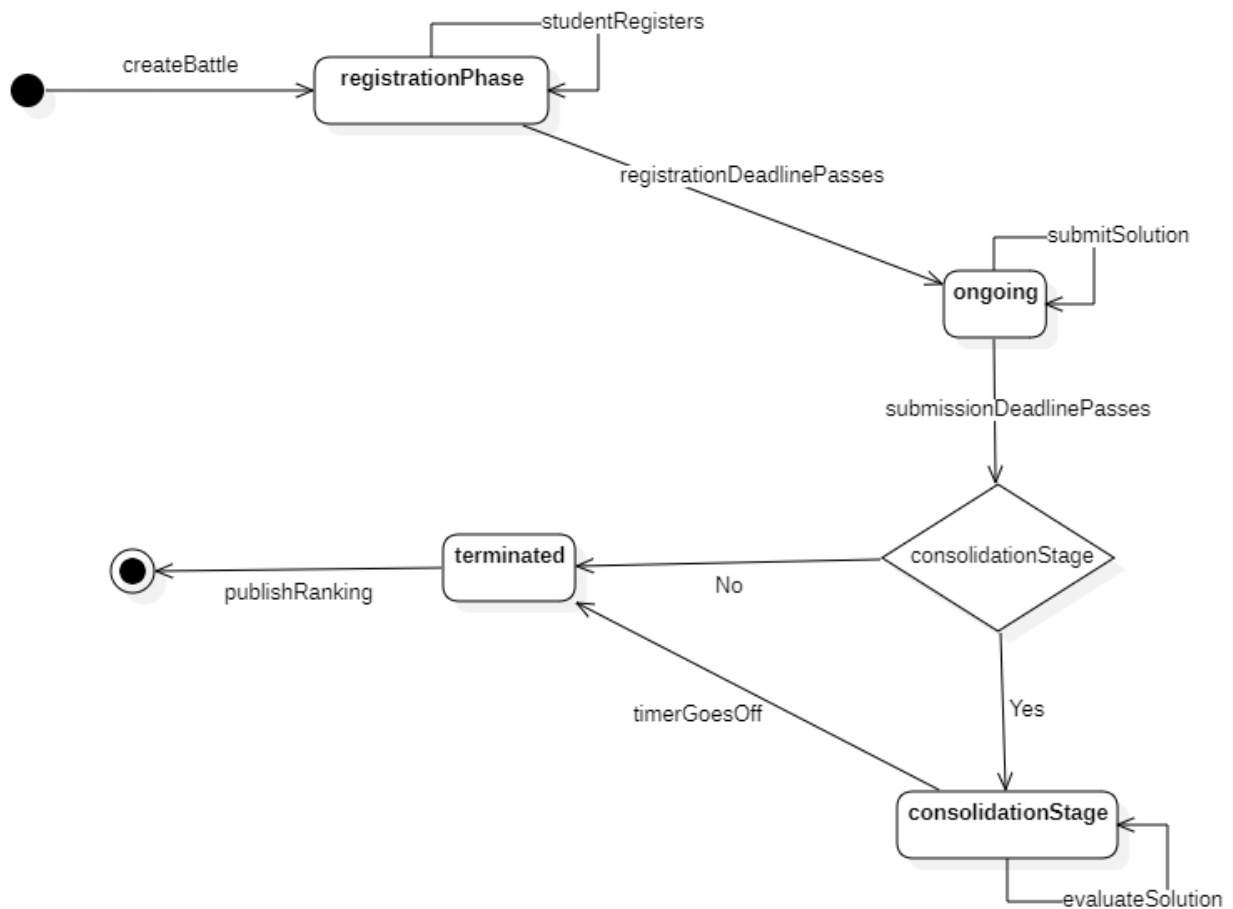 studentRegisters
createBattle
registrationPhase
registrationDeadlinePasses
submitSolution
ongoing
submissionDeadlinePasses
consolidationStage
terminated
No
publishRanking
Yes
timerGoesOff
consolidationStage
evaluateSolution